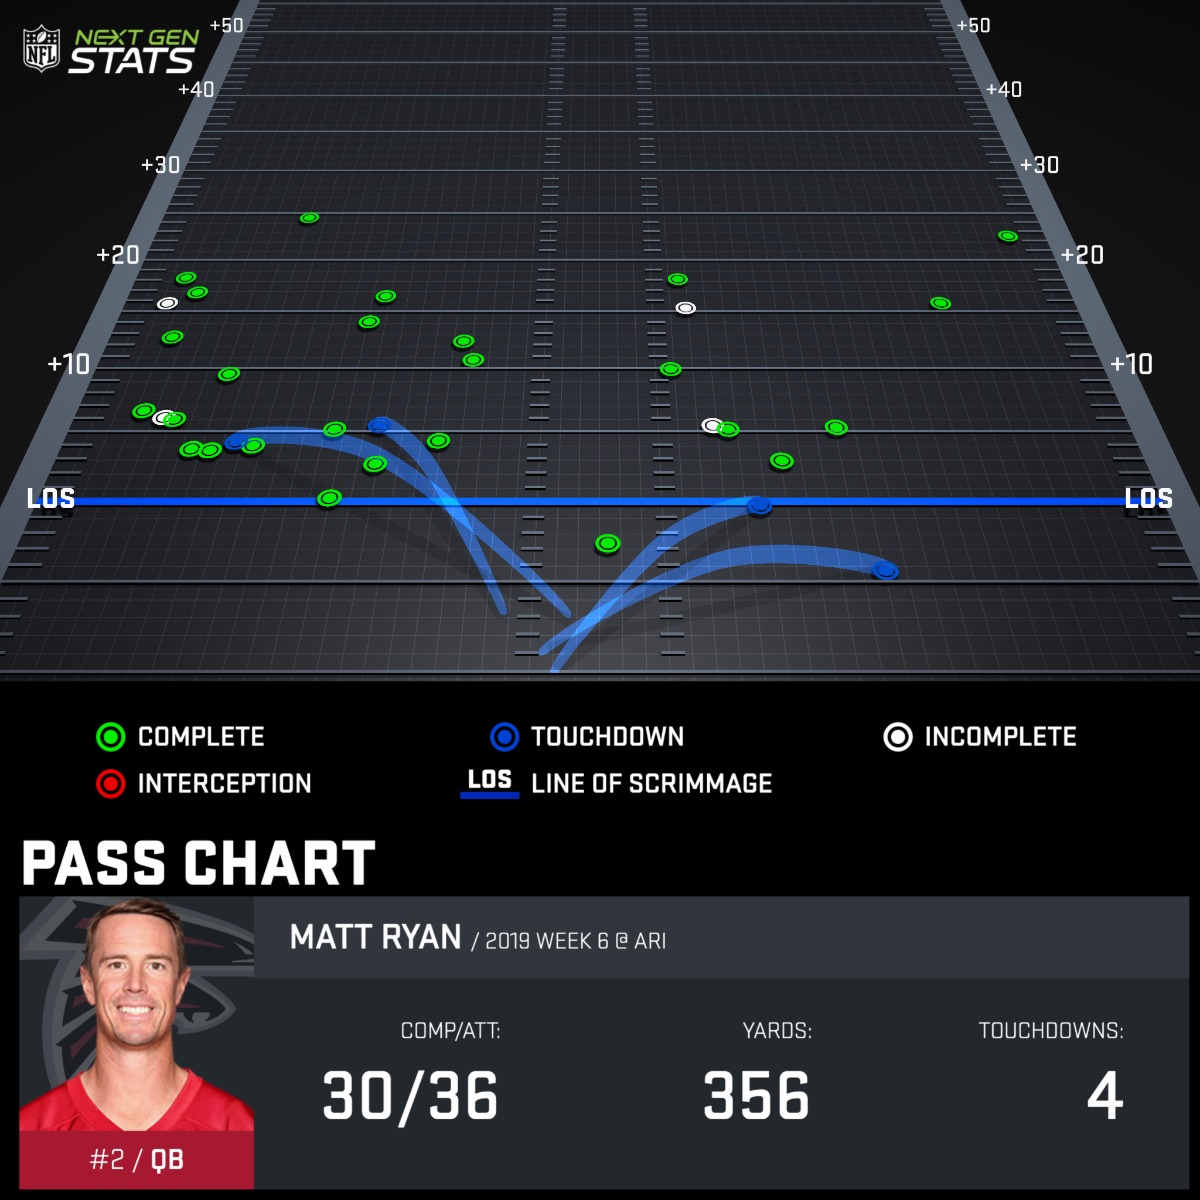 NFL
NEXT GEN
STATS
+50 +50
+40 +40
+30 +30
+20 +20
+10 +10
LOS LOS
COMPLETE TOUCHDOWN INCOMPLETE
INTERCEPTION LOS LINE OF SCRIMMAGE
PASS CHART
MATT RYAN / 2019 WEEK 6 @ ARI
COMP/ATT: YARDS: TOUCHDOWNS:
30/36 356 4
#2 / QB